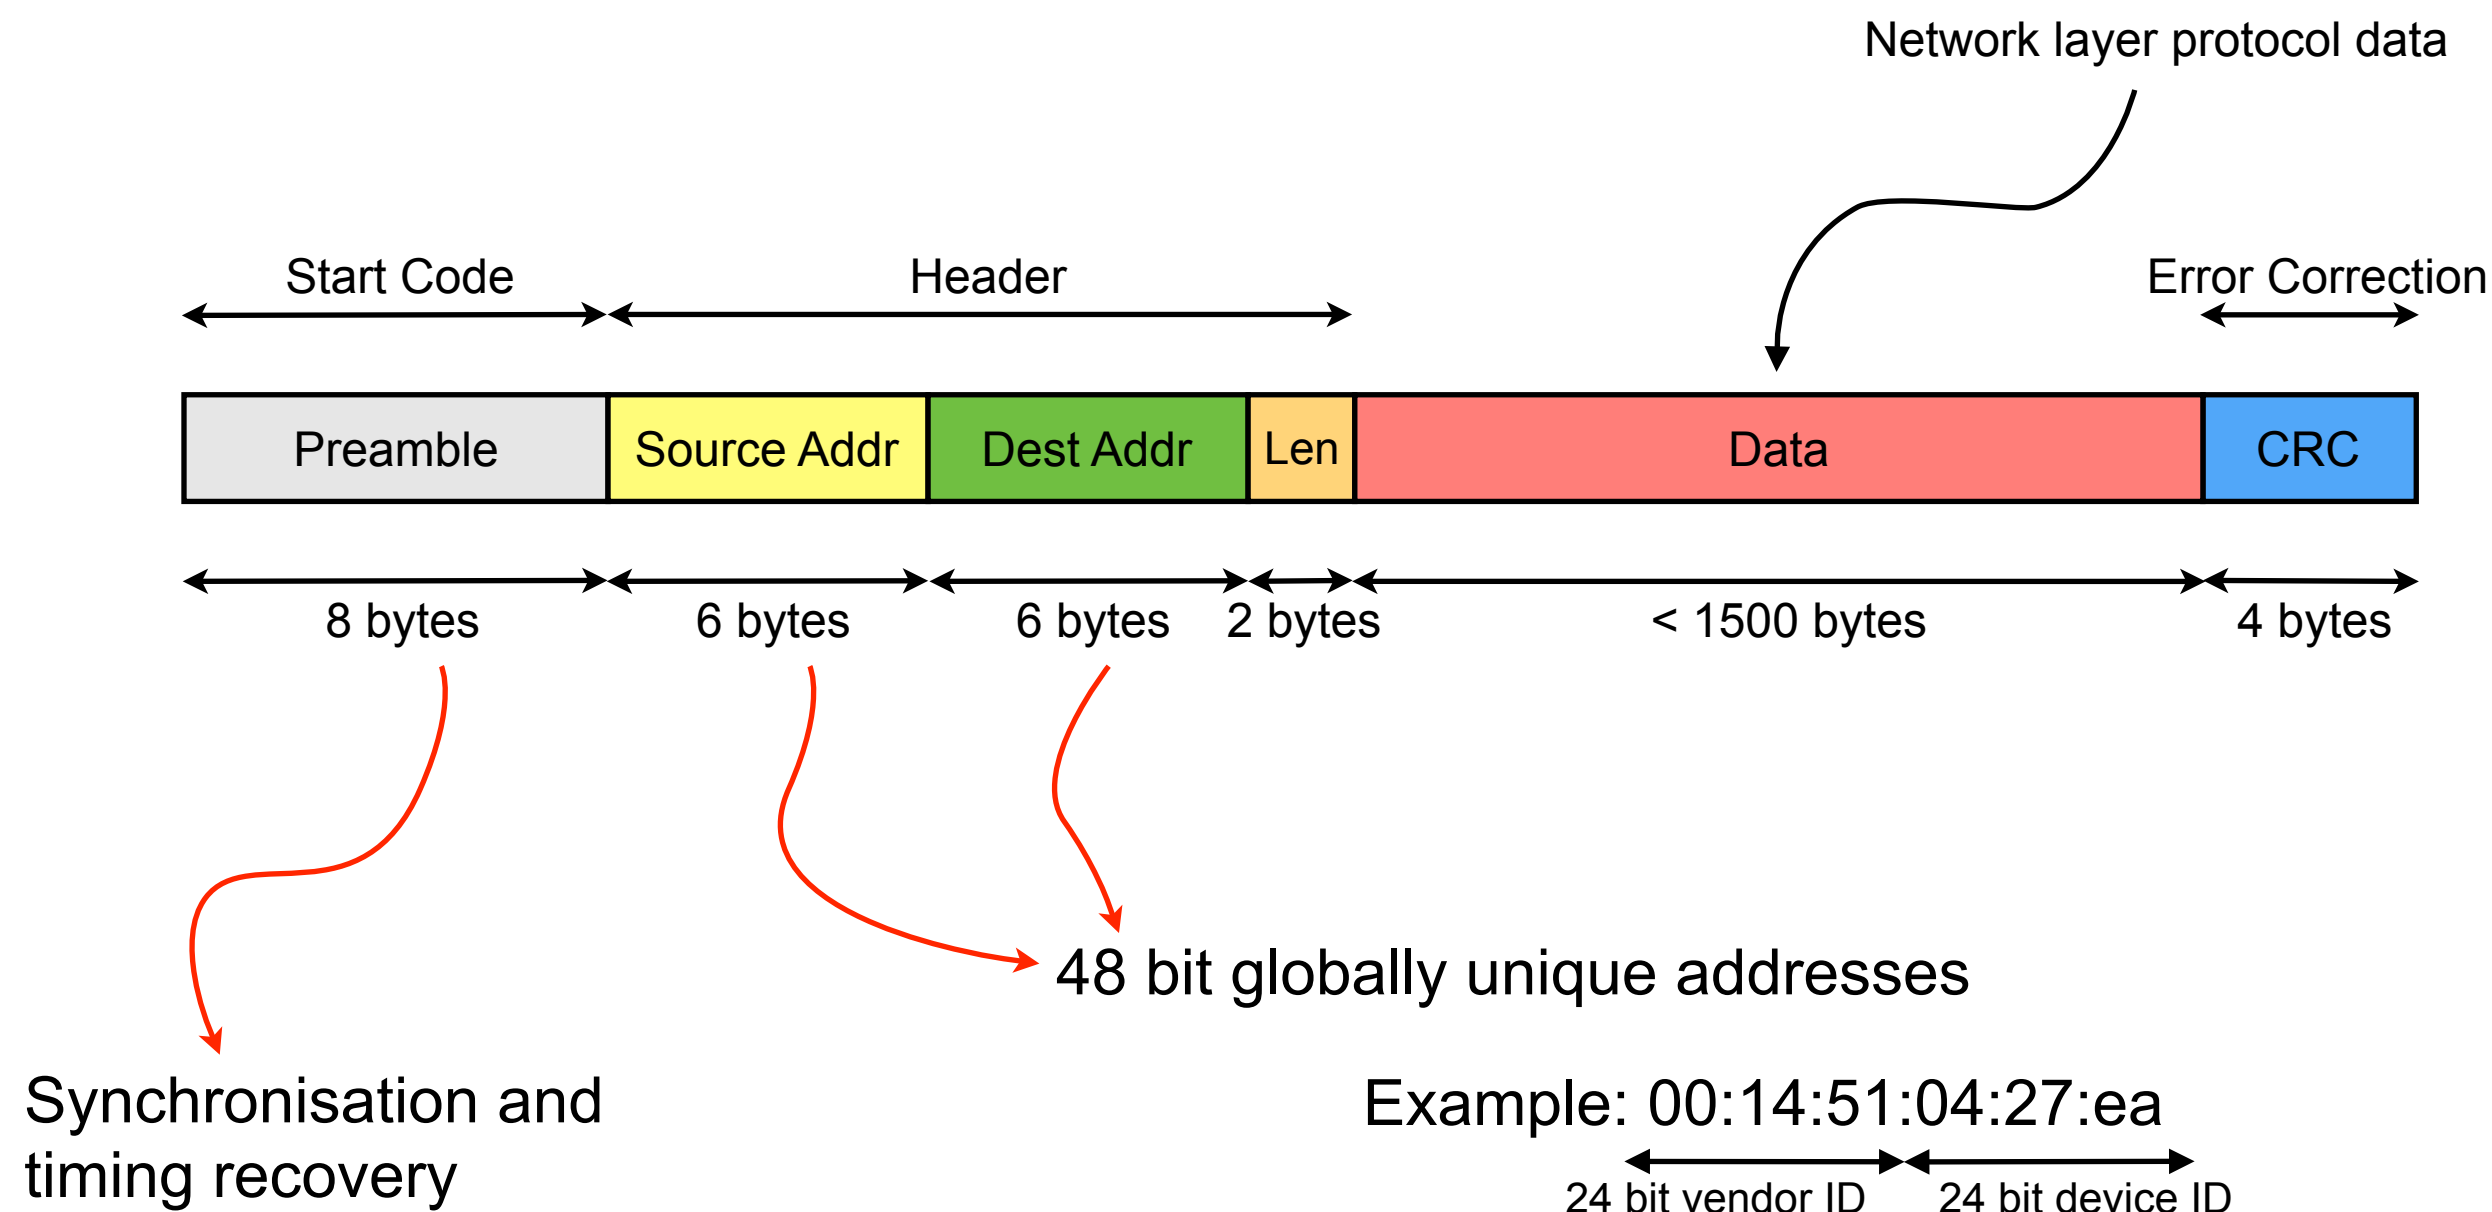 Network layer protocol data
Start Code
Header
Error Correction
Preamble
Source Addr
Dest Addr
Len
Data
CRC
8 bytes
6 bytes
6 bytes
2 bytes
< 1500 bytes
4 bytes
48 bit globally unique addresses
Synchronisation and
timing recovery
Example: 00:14:51:04:27:ea
24 bit vendor ID
24 bit device ID